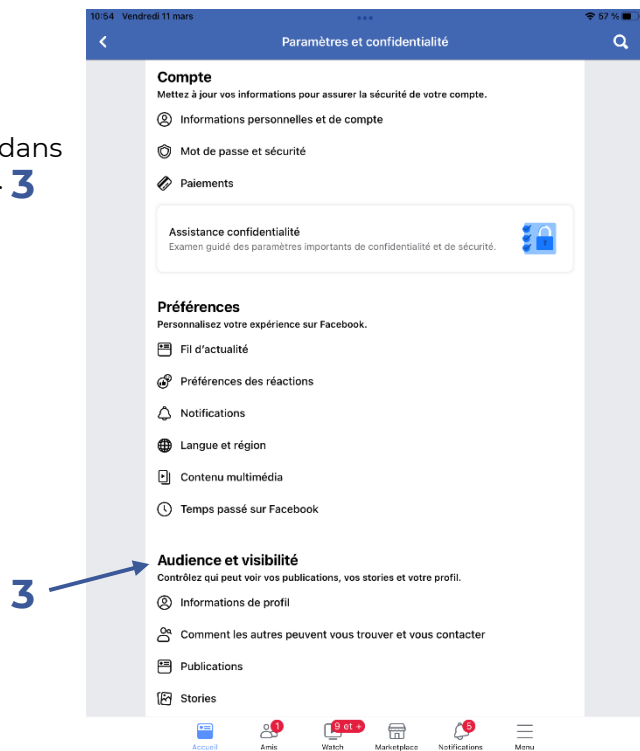 10:54 Vendredi 11 mars
57 %
Paramètres et confidentialité
Compte
Mettez à jour vos informations pour assurer la sécurité de votre compte.
Informations personnelles et de compte
dans
Mot de passe et sécurité
3
Paiements
Assistance confidentialité
Examen guidé des paramètres importants de confidentialité et de sécurité.
Préférences
Personnalisez votre expérience sur Facebook.
Fil d'actualité
Préférences des réactions
Notifications
Langue et région
Contenu multimédia
Temps passé sur Facebook
Audience et visibilité
Contrôlez qui peut voir vos publications, vos stories et votre profil.
3
Informations de profil
Comment les autres peuvent vous trouver et vous contacter
Publications
Stories
1
9 et +
5
Accueil Amis Watch Marketplace Notifications Menu